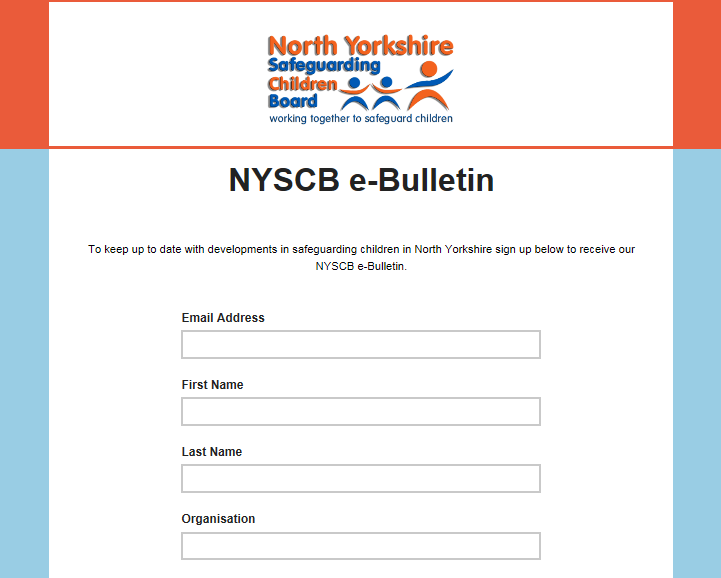 North Yorkshire
Safeguarding
Children
Board
working together to safeguard children
NYSCB e-Bulletin
To keep up to date with developments in safeguarding children in North Yorkshire sign up below to receive our
NYSCB e-Bulletin.
Email Address
First Name
Last Name
Organisation